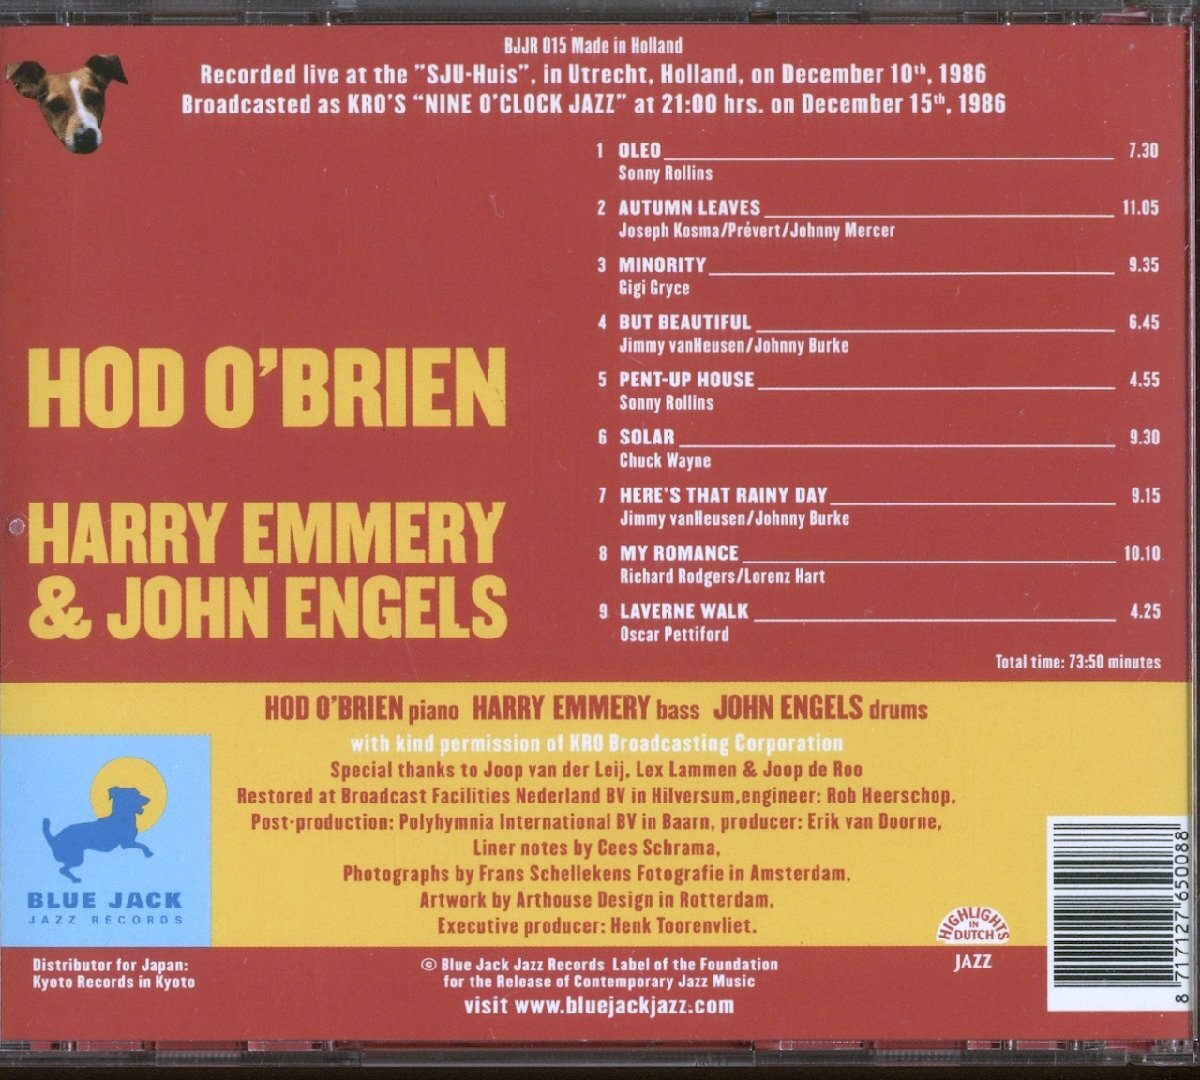 BJJR 015 Made in Holland
Recorded live at the "SJU-Huis", in Utrecht, Holland, on December 10th, 1986
Broadcasted as KRO'S "NINE O'CLOCK JAZZ" at 21:00 hrs. on December 15th, 1986
1 OLEO 7.30
Sonny Rollins
2 AUTUMN LEAVES 11.05
Joseph Kosma/Prévert/Johnny Mercer
3 MINORITY 9.35
Gigi Gryce
4 BUT BEAUTIFUL 6.45
Jimmy vanHeusen/Johnny Burke
5 PENT-UP HOUSE 4.55
Sonny Rollins
6 SOLAR 9.30
Chuck Wayne
7 HERE'S THAT RAINY DAY 9.15
Jimmy vanHeusen/Johnny Burke
8 MY ROMANCE 10.10
Richard Rodgers/Lorenz Hart
9 LAVERNE WALK 4.25
Oscar Pettiford
Total time: 73:50 minutes
HOD O'BRIEN
HARRY EMMERY
& JOHN ENGELS
HOD O'BRIEN piano HARRY EMMERY bass JOHN ENGELS drums
with kind permission of KRO Broadcasting Corporation
Special thanks to Joop van der Leij, Lex Lammen & Joop de Roo
Restored at Broadcast Facilities Nederland BV in Hilversum,engineer: Rob Heerschop,
Post-production: Polyhymnia International BV in Baarn, producer: Erik van Doorne,
Liner notes by Cees Schrama,
Photographs by Frans Schellekens Fotografie in Amsterdam,
Artwork by Arthouse Design in Rotterdam,
Executive producer: Henk Toorenvliet.
BLUE JACK
JAZZ RECORDS
HIGHLIGHTS
IN
DUTCH'S
JAZZ
8 717127 650088
Distributor for Japan:
Kyoto Records in Kyoto
© Blue Jack Jazz Records Label of the Foundation
for the Release of Contemporary Jazz Music
visit www.bluejackjazz.com